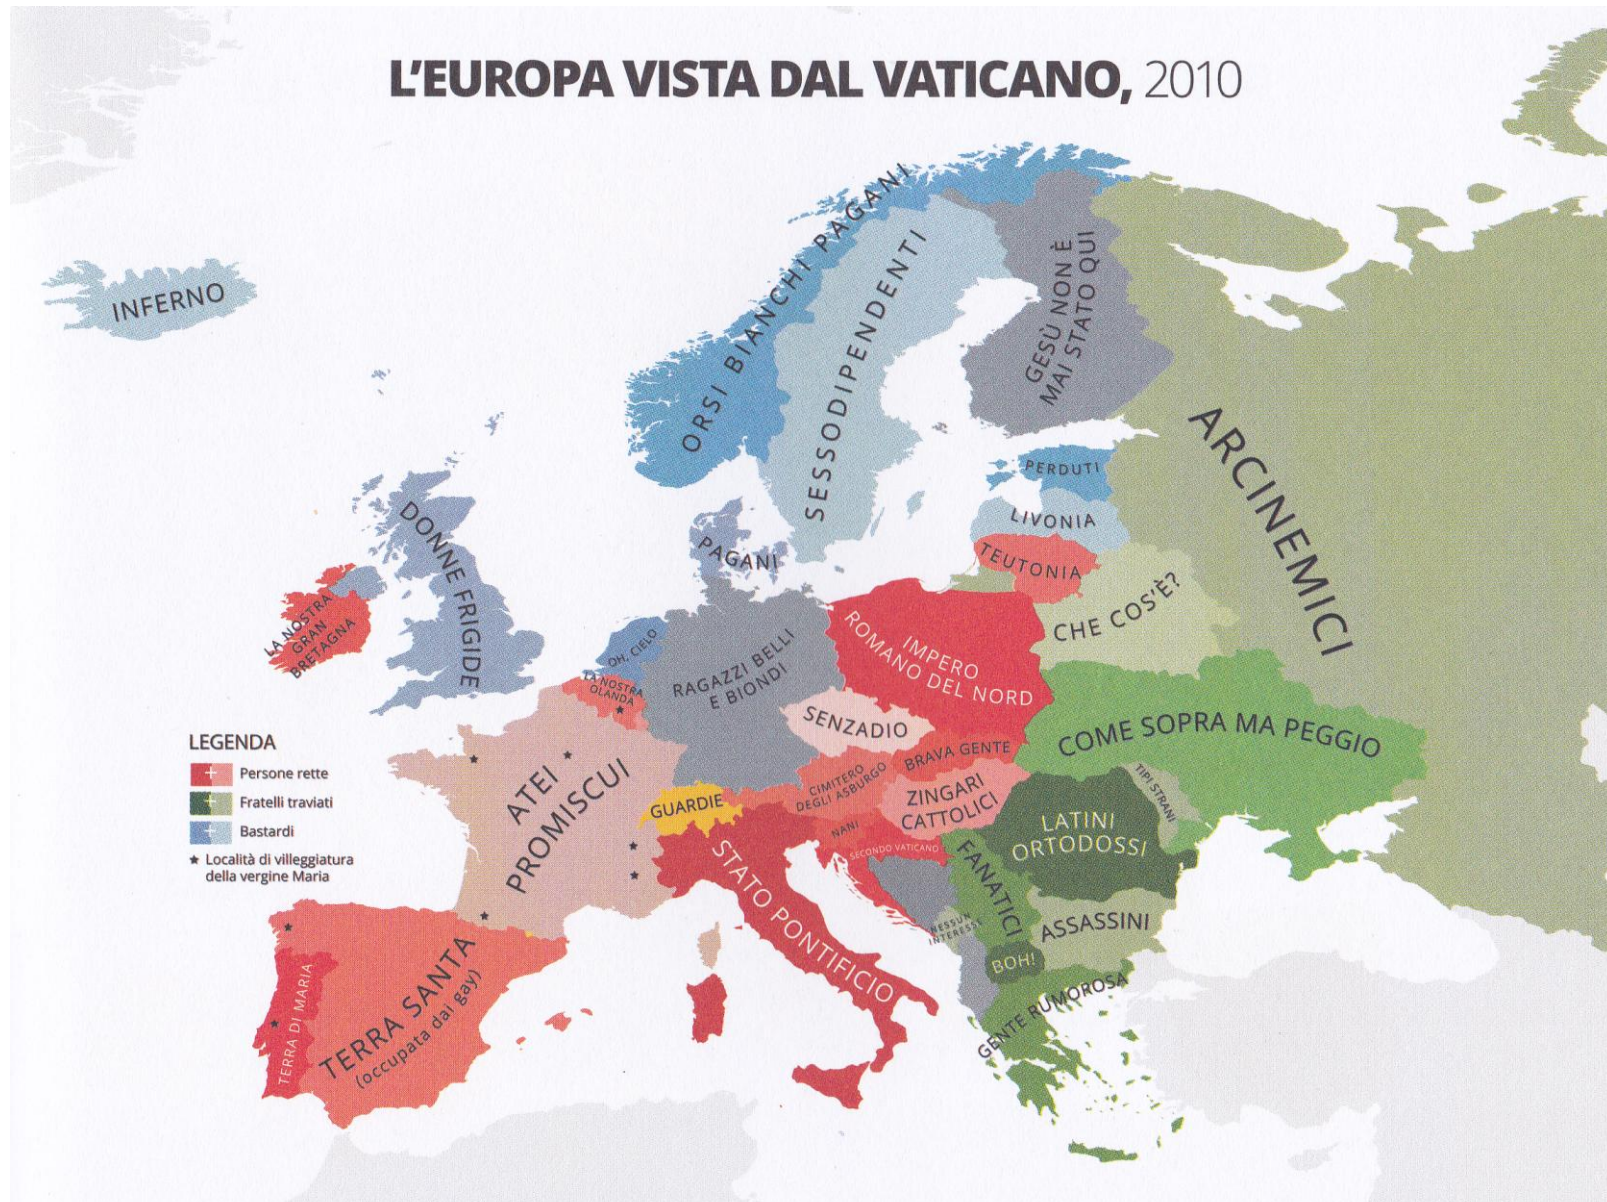 L'EUROPA VISTA DAL VATICANO, 2010
INFERNO
ORSI BIANCHI PAGANI
SESSODIPENDENTI
GESÙ NON È
MAI STATO QUI
ARCINEMICI
PERDUTI
LIVONIA
TEUTONIA
CHE COS'È?
DONNE FRIGIDE
PAGANI
LA NOSTRA
GRAN
BRETAGNA
OH, CIELO
LA NOSTRA
OLANDA
RAGAZZI BELLI
E BIONDI
IMPERO
ROMANO DEL NORD
SENZADIO
COME SOPRA MA PEGGIO
BRAVA GENTE
CIMITERO
DEGLI ASBURGO
ZINGARI
CATTOLICI
TIPI STRANI
LATINI
ORTODOSSI
GUARDIE
ATEI
PROMISCUI
NANI
SECONDO VATICANO
STATO PONTIFICIO
FANATICI
NESSUN
INTERESSE
ASSASSINI
BOH!
GENTE RUMOROSA
TERRA DI MARIA
TERRA SANTA
(occupata dai gay)
LEGENDA
Persone rette
Fratelli traviati
Bastardi
★ Località di villeggiatura
della vergine Maria